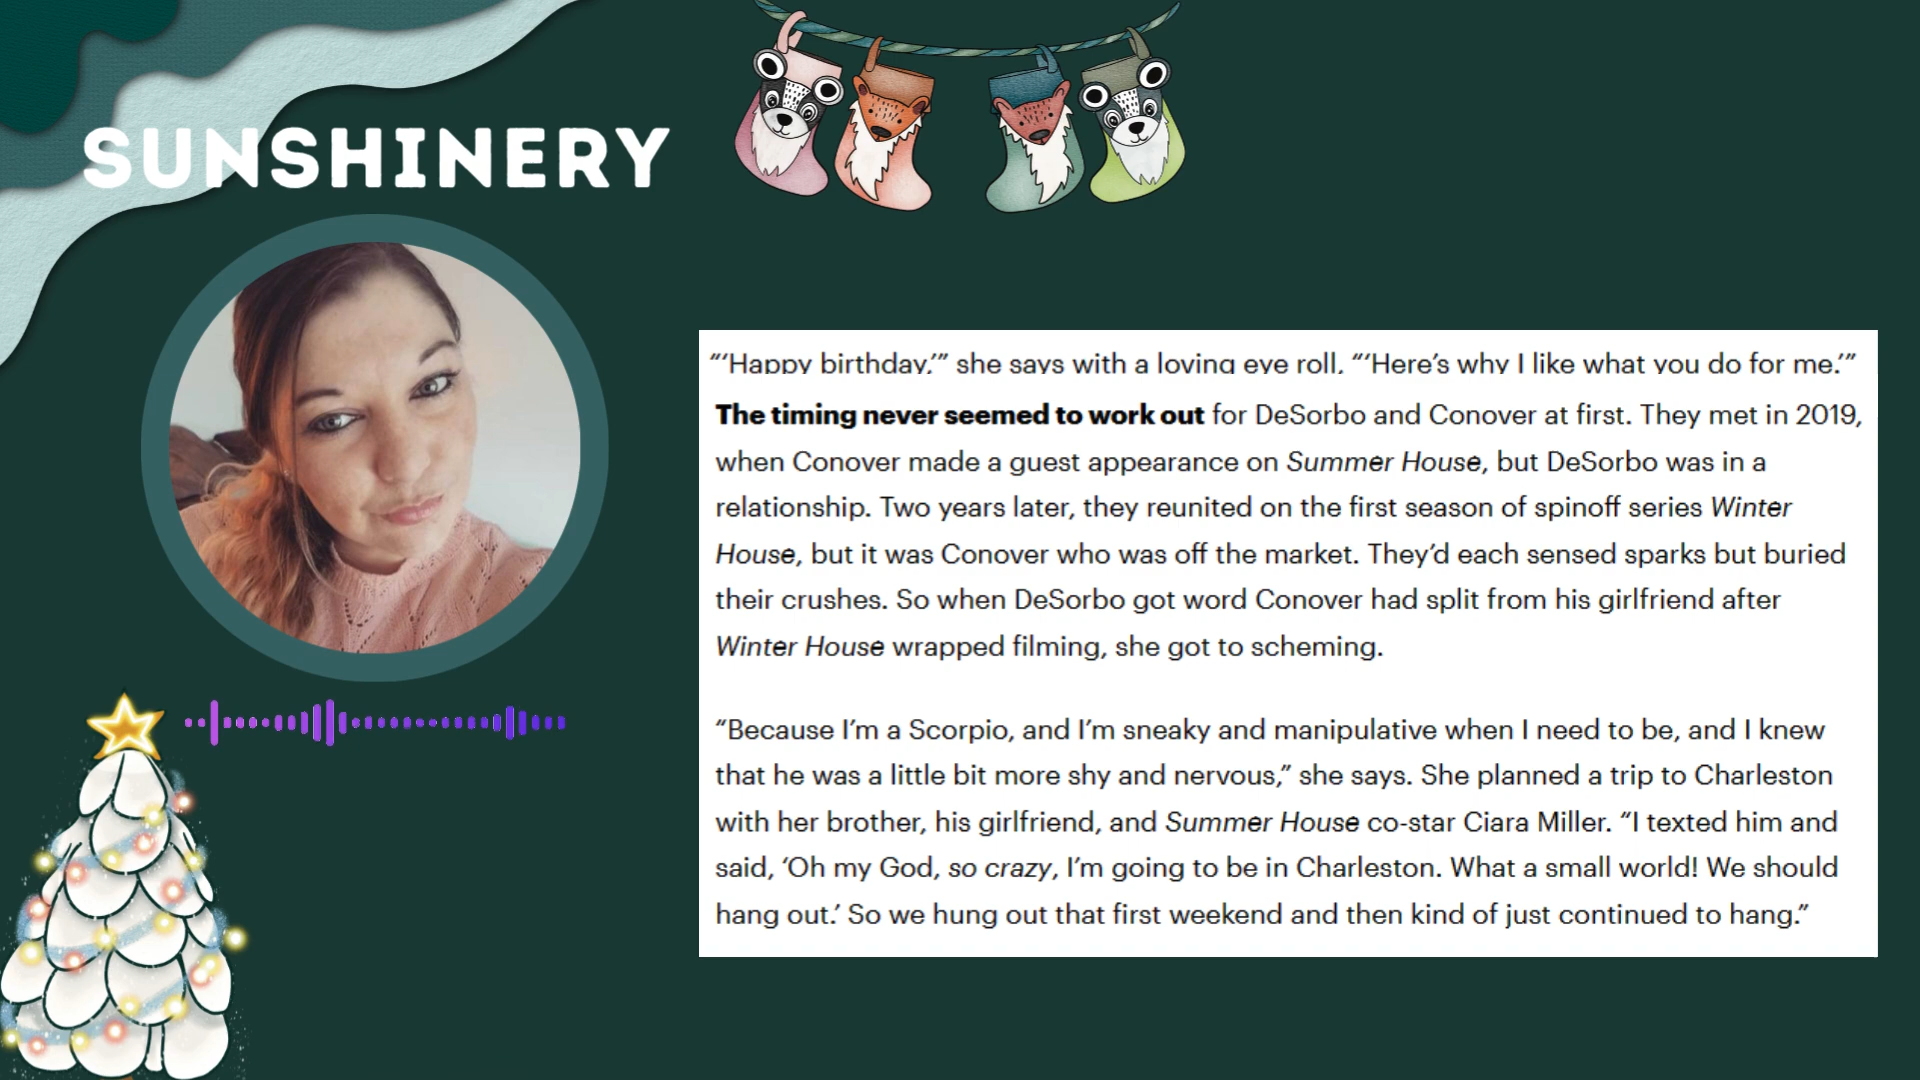 SUNSHINERY
“‘Happy birthday,’” she says with a loving eye roll. “‘Here’s why I like what you do for me.’”
The timing never seemed to work out for DeSorbo and Conover at first. They met in 2019,
when Conover made a guest appearance on Summer House, but DeSorbo was in a
relationship. Two years later, they reunited on the first season of spinoff series Winter
House, but it was Conover who was off the market. They’d each sensed sparks but buried
their crushes. So when DeSorbo got word Conover had split from his girlfriend after
Winter House wrapped filming, she got to scheming.
“Because I’m a Scorpio, and I’m sneaky and manipulative when I need to be, and I knew
that he was a little bit more shy and nervous,” she says. She planned a trip to Charleston
with her brother, his girlfriend, and Summer House co-star Ciara Miller. “I texted him and
said, ‘Oh my God, so crazy, I’m going to be in Charleston. What a small world! We should
hang out.’ So we hung out that first weekend and then kind of just continued to hang.”